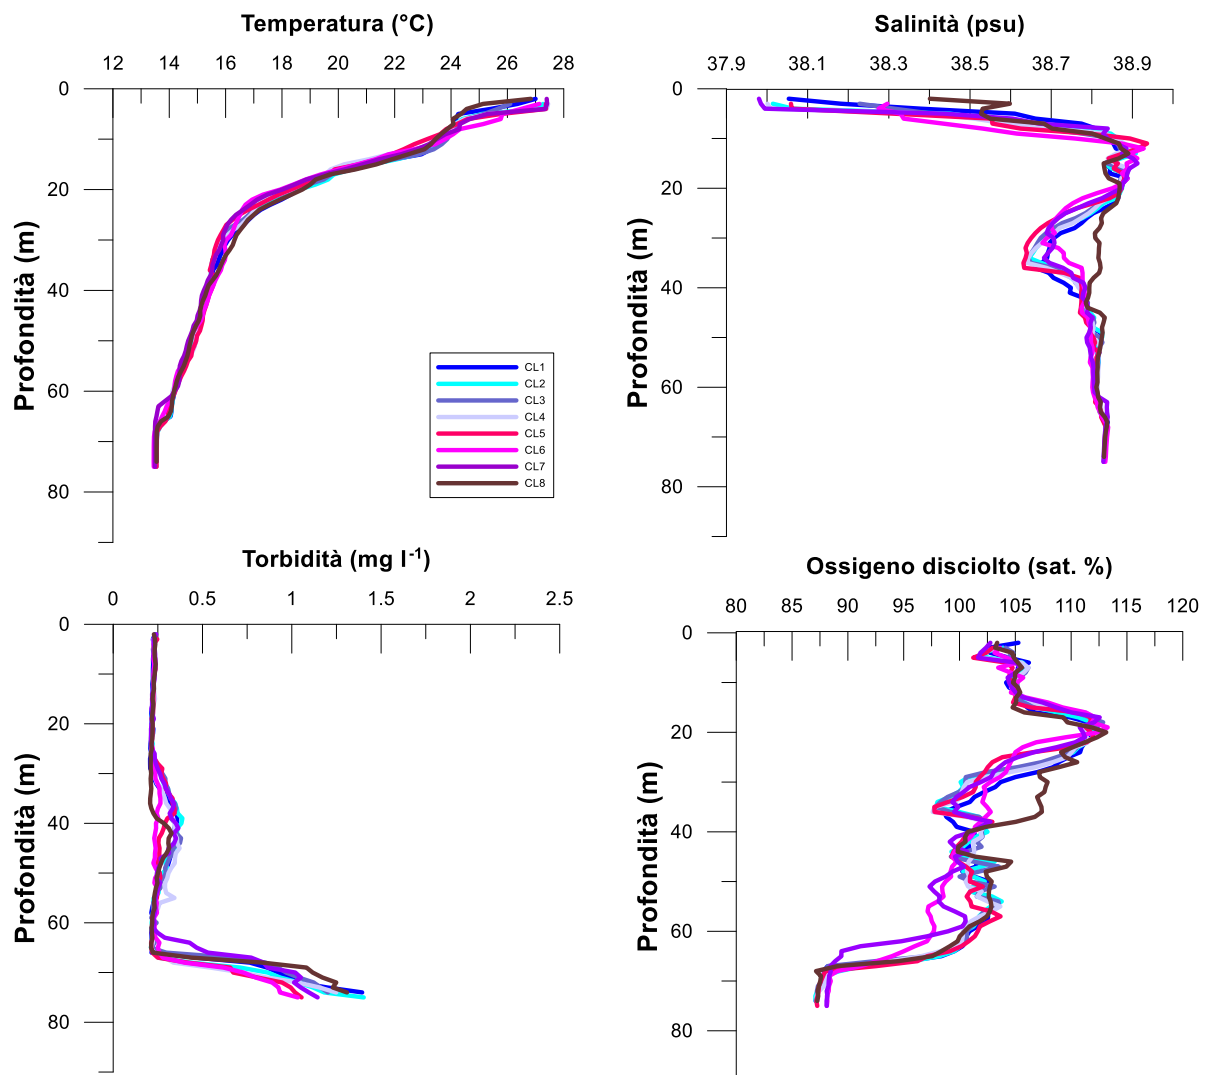 Temperatura (°C)
12 14 16 18 20 22 24 26 28
0
20
40
60
80
Profondità (m)
CL1
CL2
CL3
CL4
CL5
CL6
CL7
CL8
Salinità (psu)
37.9 38.1 38.3 38.5 38.7 38.9
0
20
40
60
80
Profondità (m)
Torbidità (mg l⁻¹)
0 0.5 1 1.5 2 2.5
0
20
40
60
80
Profondità (m)
Ossigeno disciolto (sat. %)
80 85 90 95 100 105 110 115 120
0
20
40
60
80
Profondità (m)